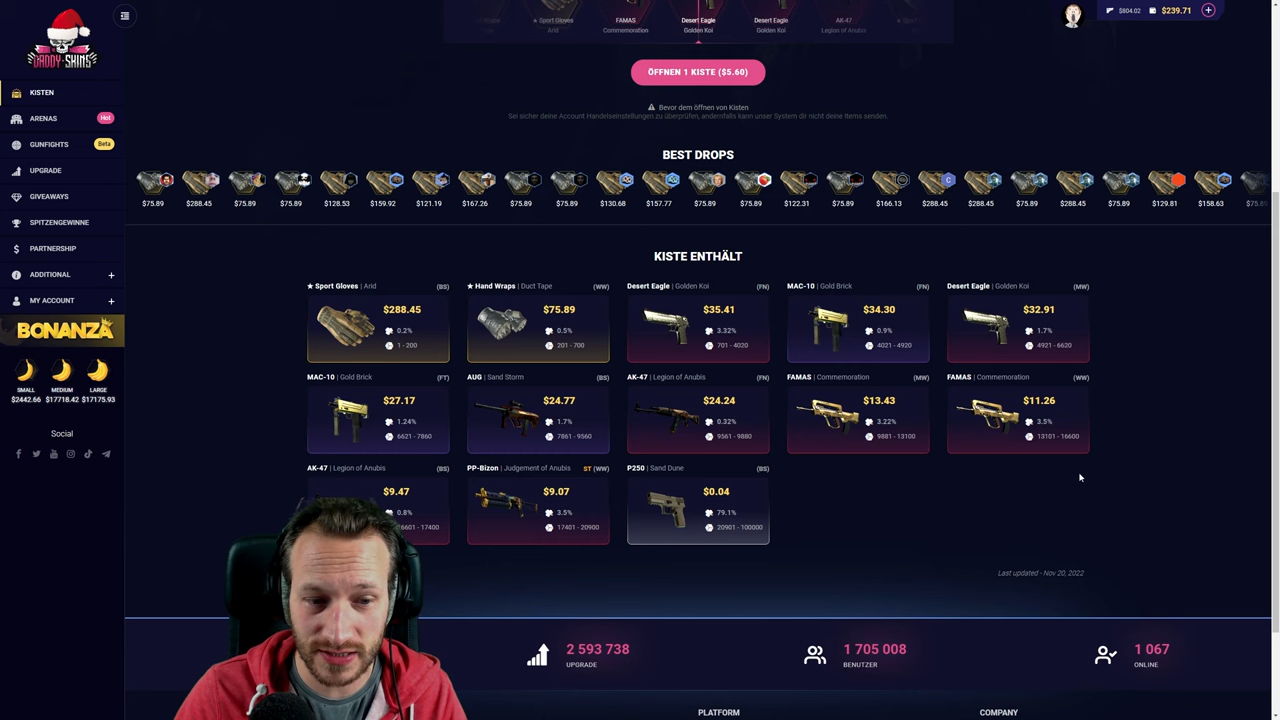 ★ Sport Gloves
Arid
FAMAS
Commemoration
Desert Eagle
Golden Koi
Desert Eagle
Golden Koi
AK-47
Legion of Anubis
$804.02
$239.71
DADDY SKINS
ÖFFNEN 1 KISTE ($5.60)
Bevor dem öffnen von Kisten
Sei sicher deine Account Handelseinstellungen zu überprüfen, andernfalls kann unser System dir nicht deine Items senden.
KISTEN
ARENAS Hot
GUNFIGHTS Beta
UPGRADE
GIVEAWAYS
SPITZENGEWINNE
PARTNERSHIP
ADDITIONAL +
MY ACCOUNT +
BONANZA
SMALL MEDIUM LARGE
$2442.66 $17718.42 $17175.93
Social
BEST DROPS
$75.89 $288.45 $75.89 $75.89 $128.53 $159.92 $121.19 $167.26 $75.89 $75.89 $130.68 $157.77 $75.89 $75.89 $122.31 $75.89 $166.13 $288.45 $288.45 $75.89 $288.45 $75.89 $129.81 $158.63 $75.89
KISTE ENTHÄLT
★ Sport Gloves | Arid (BS)
$288.45
0.2%
1 - 200
★ Hand Wraps | Duct Tape (WW)
$75.89
0.5%
201 - 700
Desert Eagle | Golden Koi (FN)
$35.41
3.32%
701 - 4020
MAC-10 | Gold Brick (FN)
$34.30
0.9%
4021 - 4920
Desert Eagle | Golden Koi (MW)
$32.91
1.7%
4921 - 6620
MAC-10 | Gold Brick (FT)
$27.17
1.24%
6621 - 7860
AUG | Sand Storm (BS)
$24.77
1.7%
7861 - 9560
AK-47 | Legion of Anubis (FN)
$24.24
0.32%
9561 - 9880
FAMAS | Commemoration (MW)
$13.43
3.22%
9881 - 13100
FAMAS | Commemoration (WW)
$11.26
3.5%
13101 - 16600
AK-47 | Legion of Anubis (BS)
$9.47
0.8%
6601 - 17400
PP-Bizon | Judgement of Anubis ST (WW)
$9.07
3.5%
17401 - 20900
P250 | Sand Dune (BS)
$0.04
79.1%
20901 - 100000
Last updated - Nov 20, 2022
2 593 738
UPGRADE
1 705 008
BENUTZER
1 067
ONLINE
PLATFORM
COMPANY